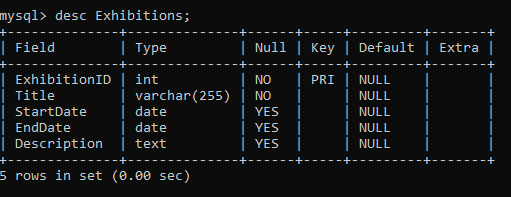 mysql> desc Exhibitions;
+--------------+--------------+------+-----+---------+-------+
| Field        | Type         | Null | Key | Default | Extra |
+--------------+--------------+------+-----+---------+-------+
| ExhibitionID | int          | NO   | PRI | NULL    |       |
| Title        | varchar(255) | NO   |     | NULL    |       |
| StartDate    | date         | YES  |     | NULL    |       |
| EndDate      | date         | YES  |     | NULL    |       |
| Description  | text         | YES  |     | NULL    |       |
+--------------+--------------+------+-----+---------+-------+
5 rows in set (0.00 sec)